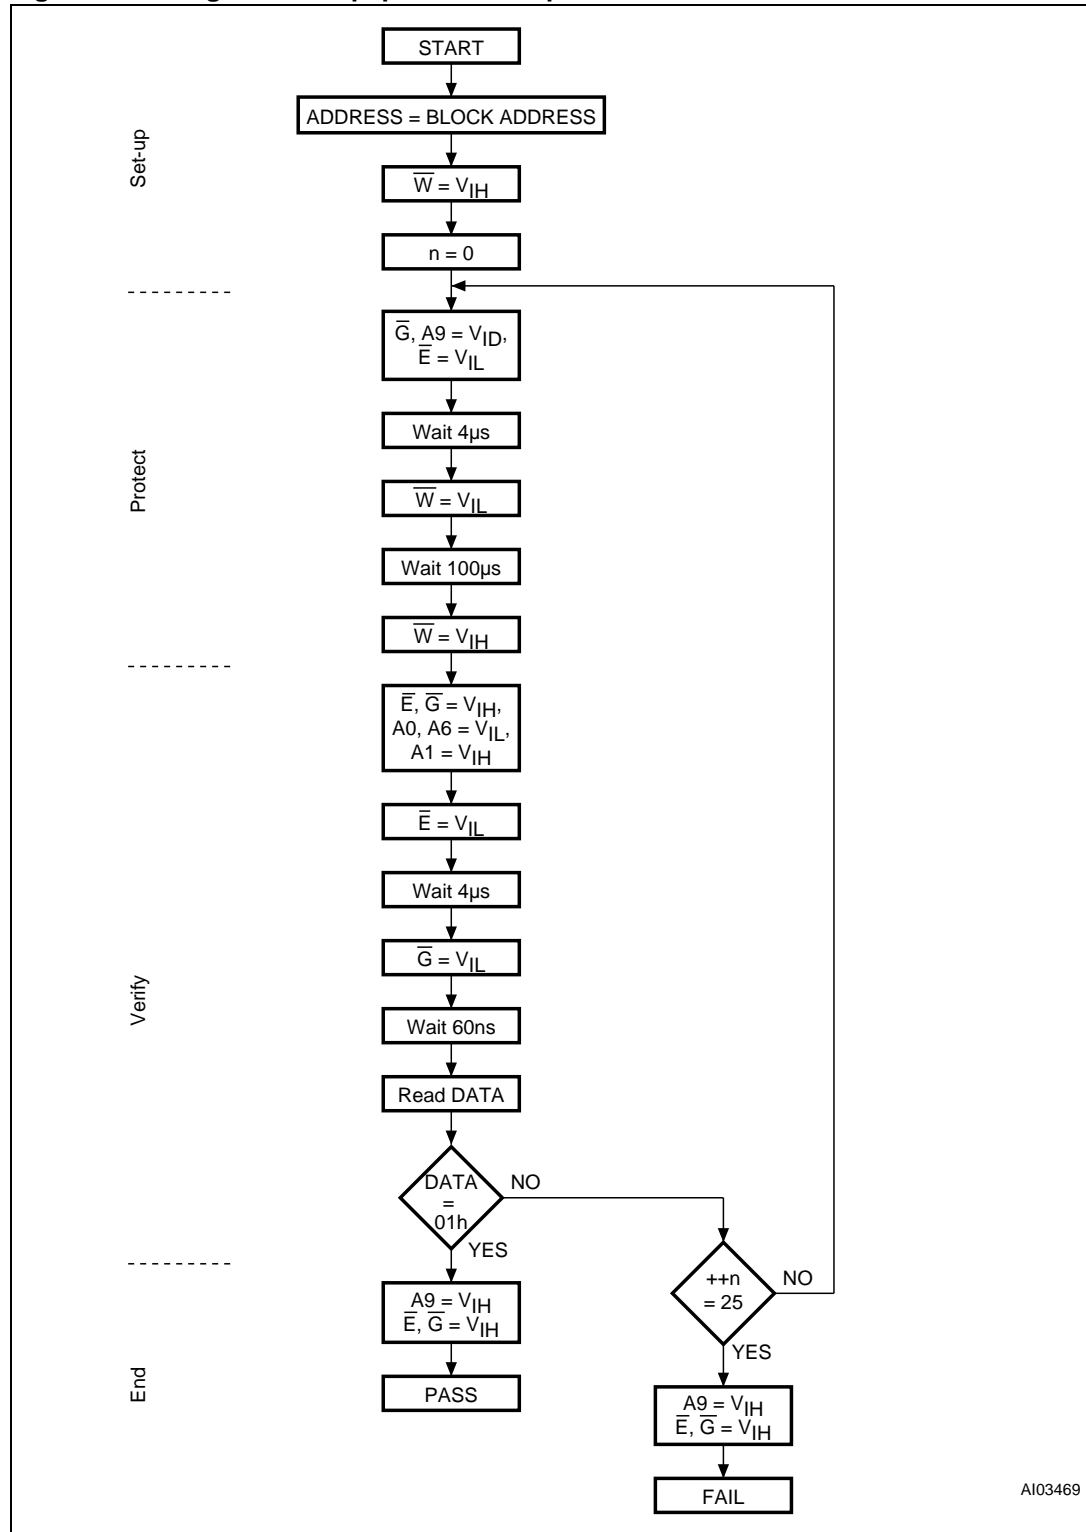 START
ADDRESS = BLOCK ADDRESS
Set-up
W̅ = VIH
n = 0
G̅, A9 = VID,
E̅ = VIL
Wait 4µs
Protect
W̅ = VIL
Wait 100µs
W̅ = VIH
E̅, G̅ = VIH,
A0, A6 = VIL,
A1 = VIH
E̅ = VIL
Wait 4µs
G̅ = VIL
Verify
Wait 60ns
Read DATA
DATA
=
01h
NO
YES
++n
= 25
NO
YES
A9 = VIH
E̅, G̅ = VIH
End
PASS
A9 = VIH
E̅, G̅ = VIH
FAIL
AI03469